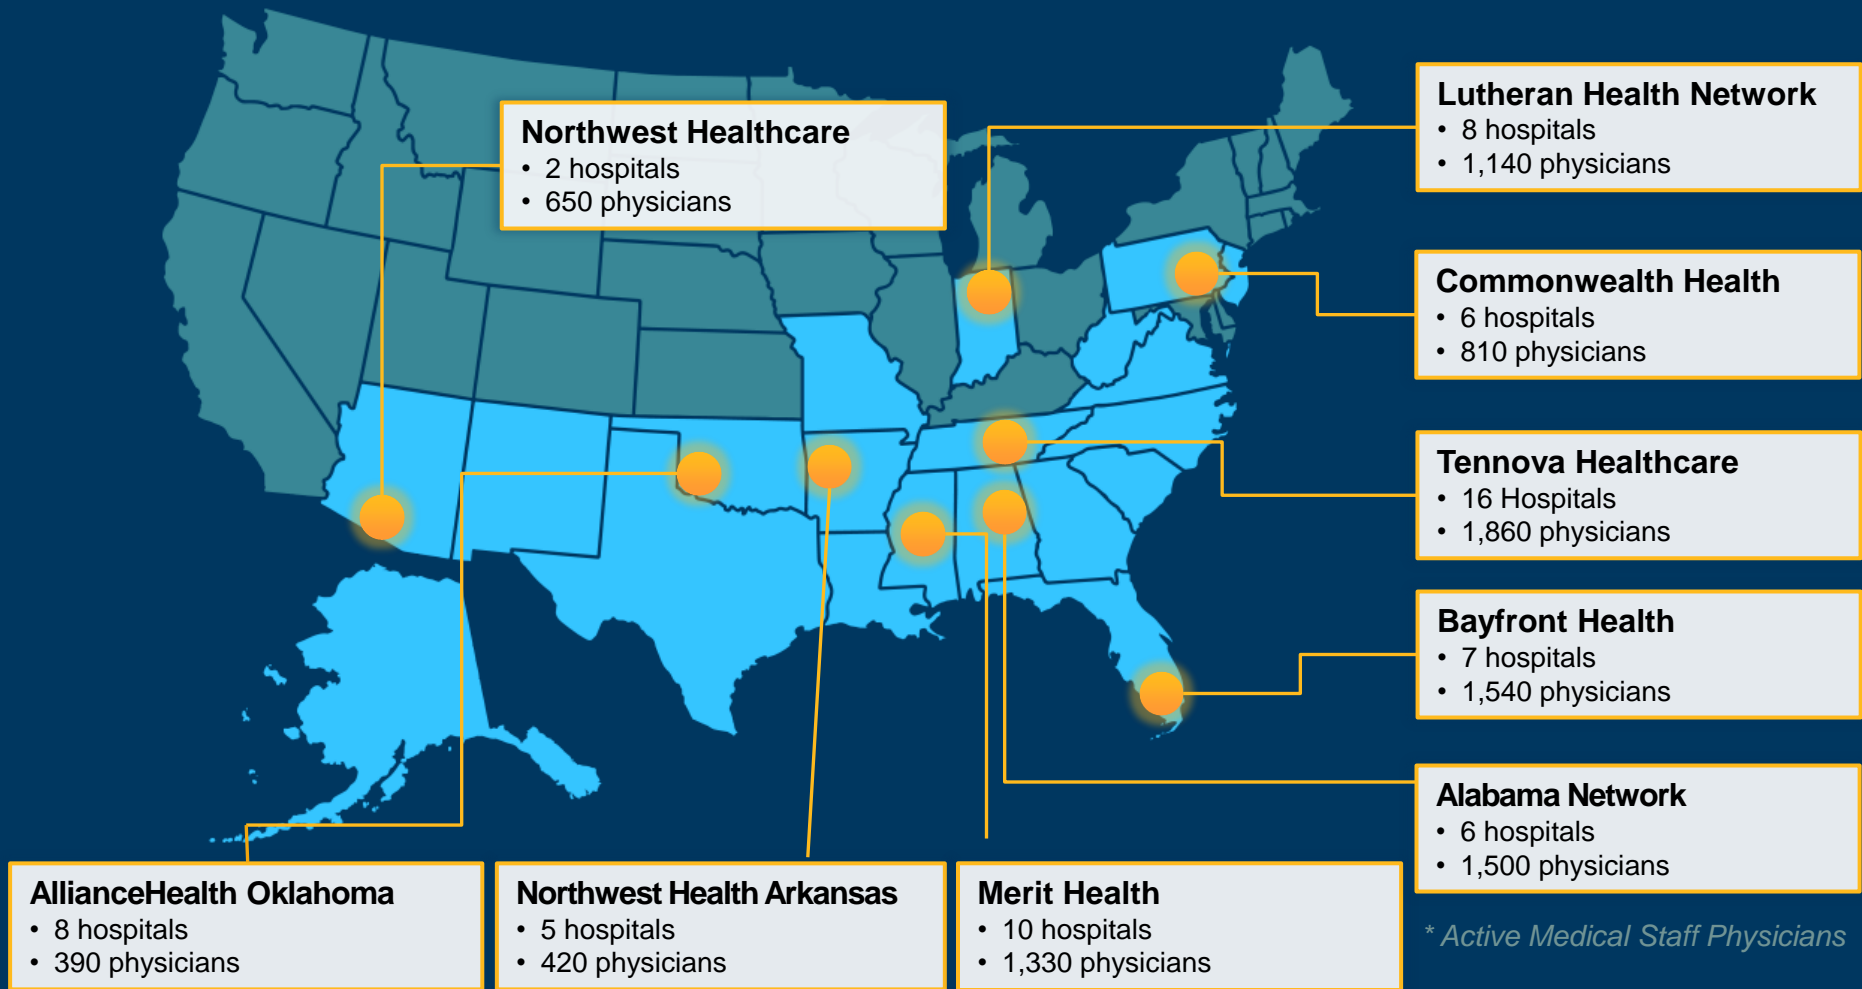 Northwest Healthcare
• 2 hospitals
• 650 physicians
Lutheran Health Network
• 8 hospitals
• 1,140 physicians
Commonwealth Health
• 6 hospitals
• 810 physicians
Tennova Healthcare
• 16 Hospitals
• 1,860 physicians
Bayfront Health
• 7 hospitals
• 1,540 physicians
Alabama Network
• 6 hospitals
• 1,500 physicians
AllianceHealth Oklahoma
• 8 hospitals
• 390 physicians
Northwest Health Arkansas
• 5 hospitals
• 420 physicians
Merit Health
• 10 hospitals
• 1,330 physicians
* Active Medical Staff Physicians